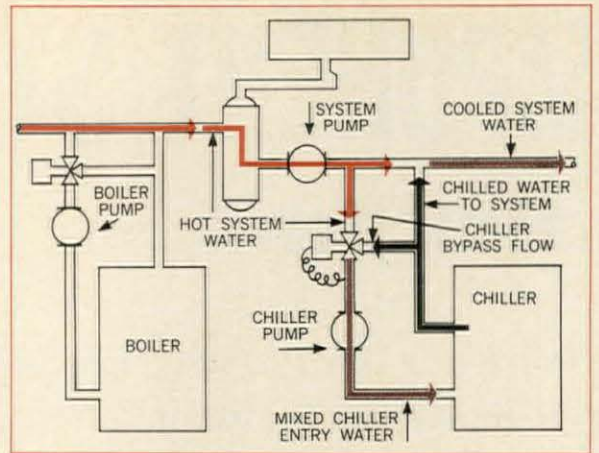 SYSTEM
PUMP
COOLED SYSTEM
WATER
BOILER
PUMP
HOT SYSTEM
WATER
CHILLED WATER
TO SYSTEM
CHILLER
BYPASS FLOW
CHILLER
PUMP
BOILER
CHILLER
MIXED CHILLER
ENTRY WATER